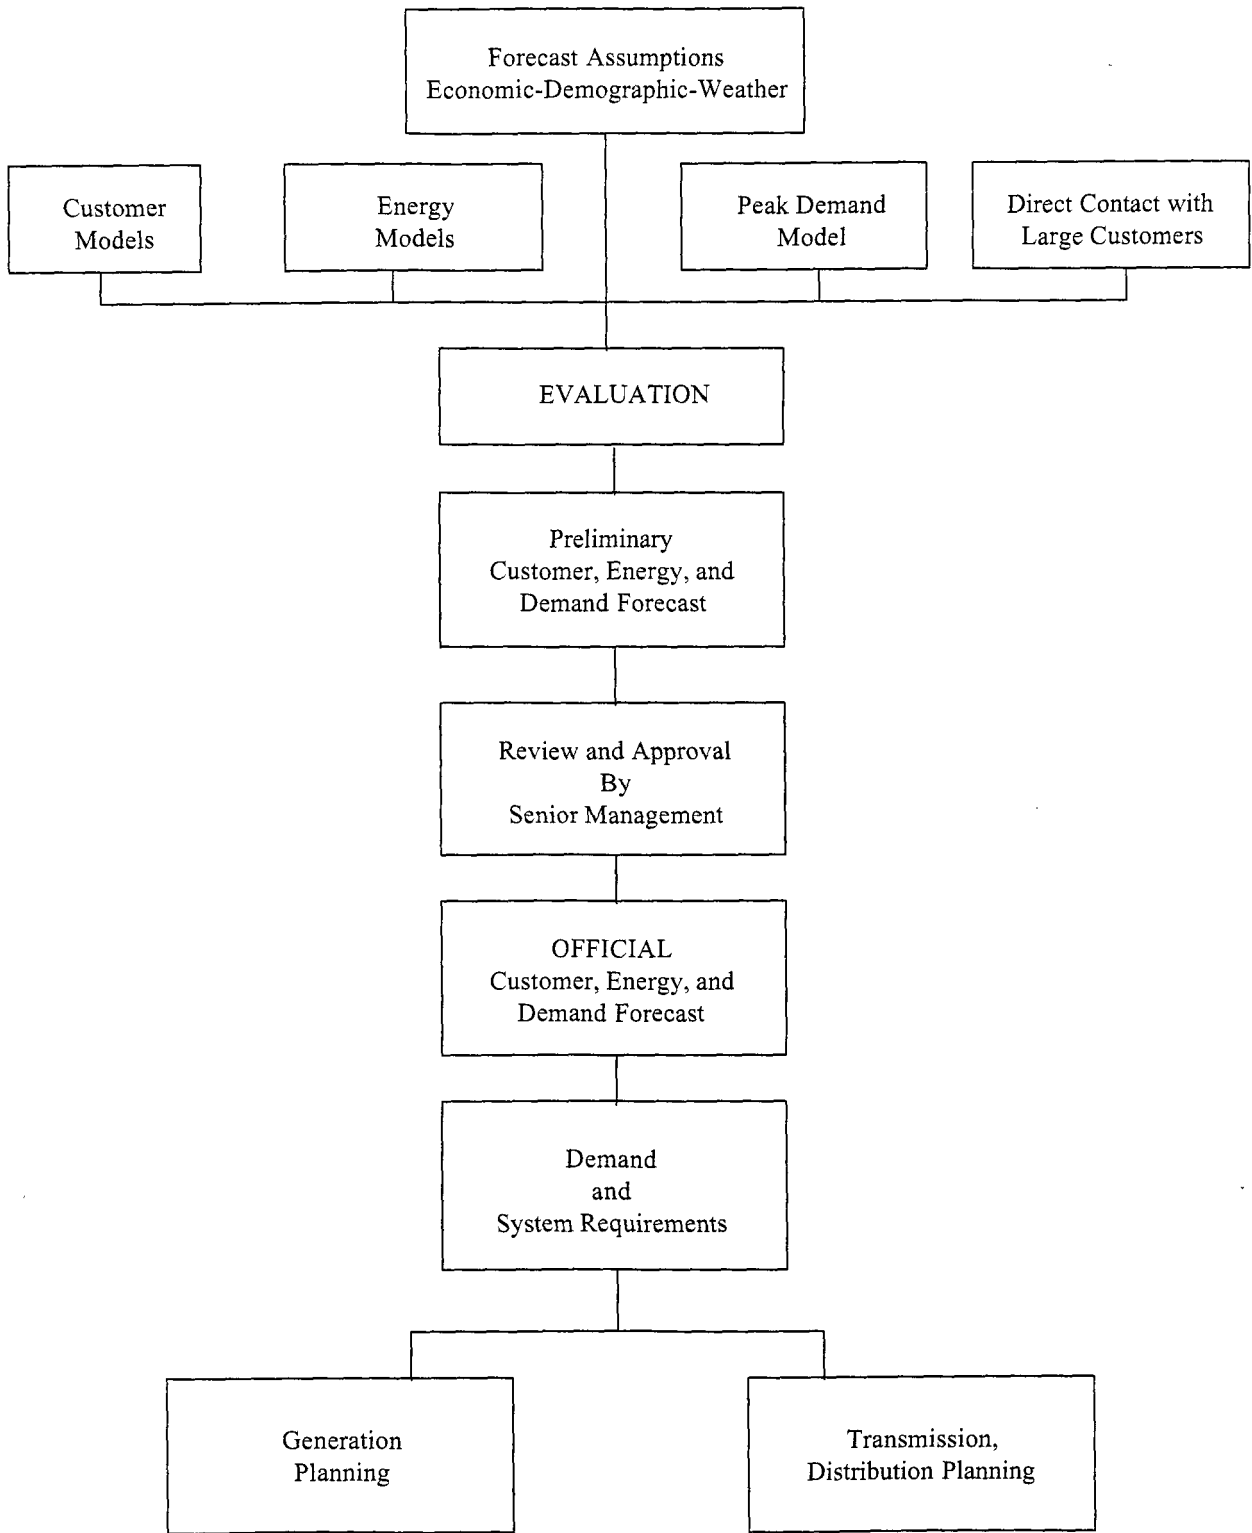 Forecast Assumptions
Economic-Demographic-Weather
Customer
Models
Energy
Models
Peak Demand
Model
Direct Contact with
Large Customers
EVALUATION
Preliminary
Customer, Energy, and
Demand Forecast
Review and Approval
By
Senior Management
OFFICIAL
Customer, Energy, and
Demand Forecast
Demand
and
System Requirements
Generation
Planning
Transmission,
Distribution Planning